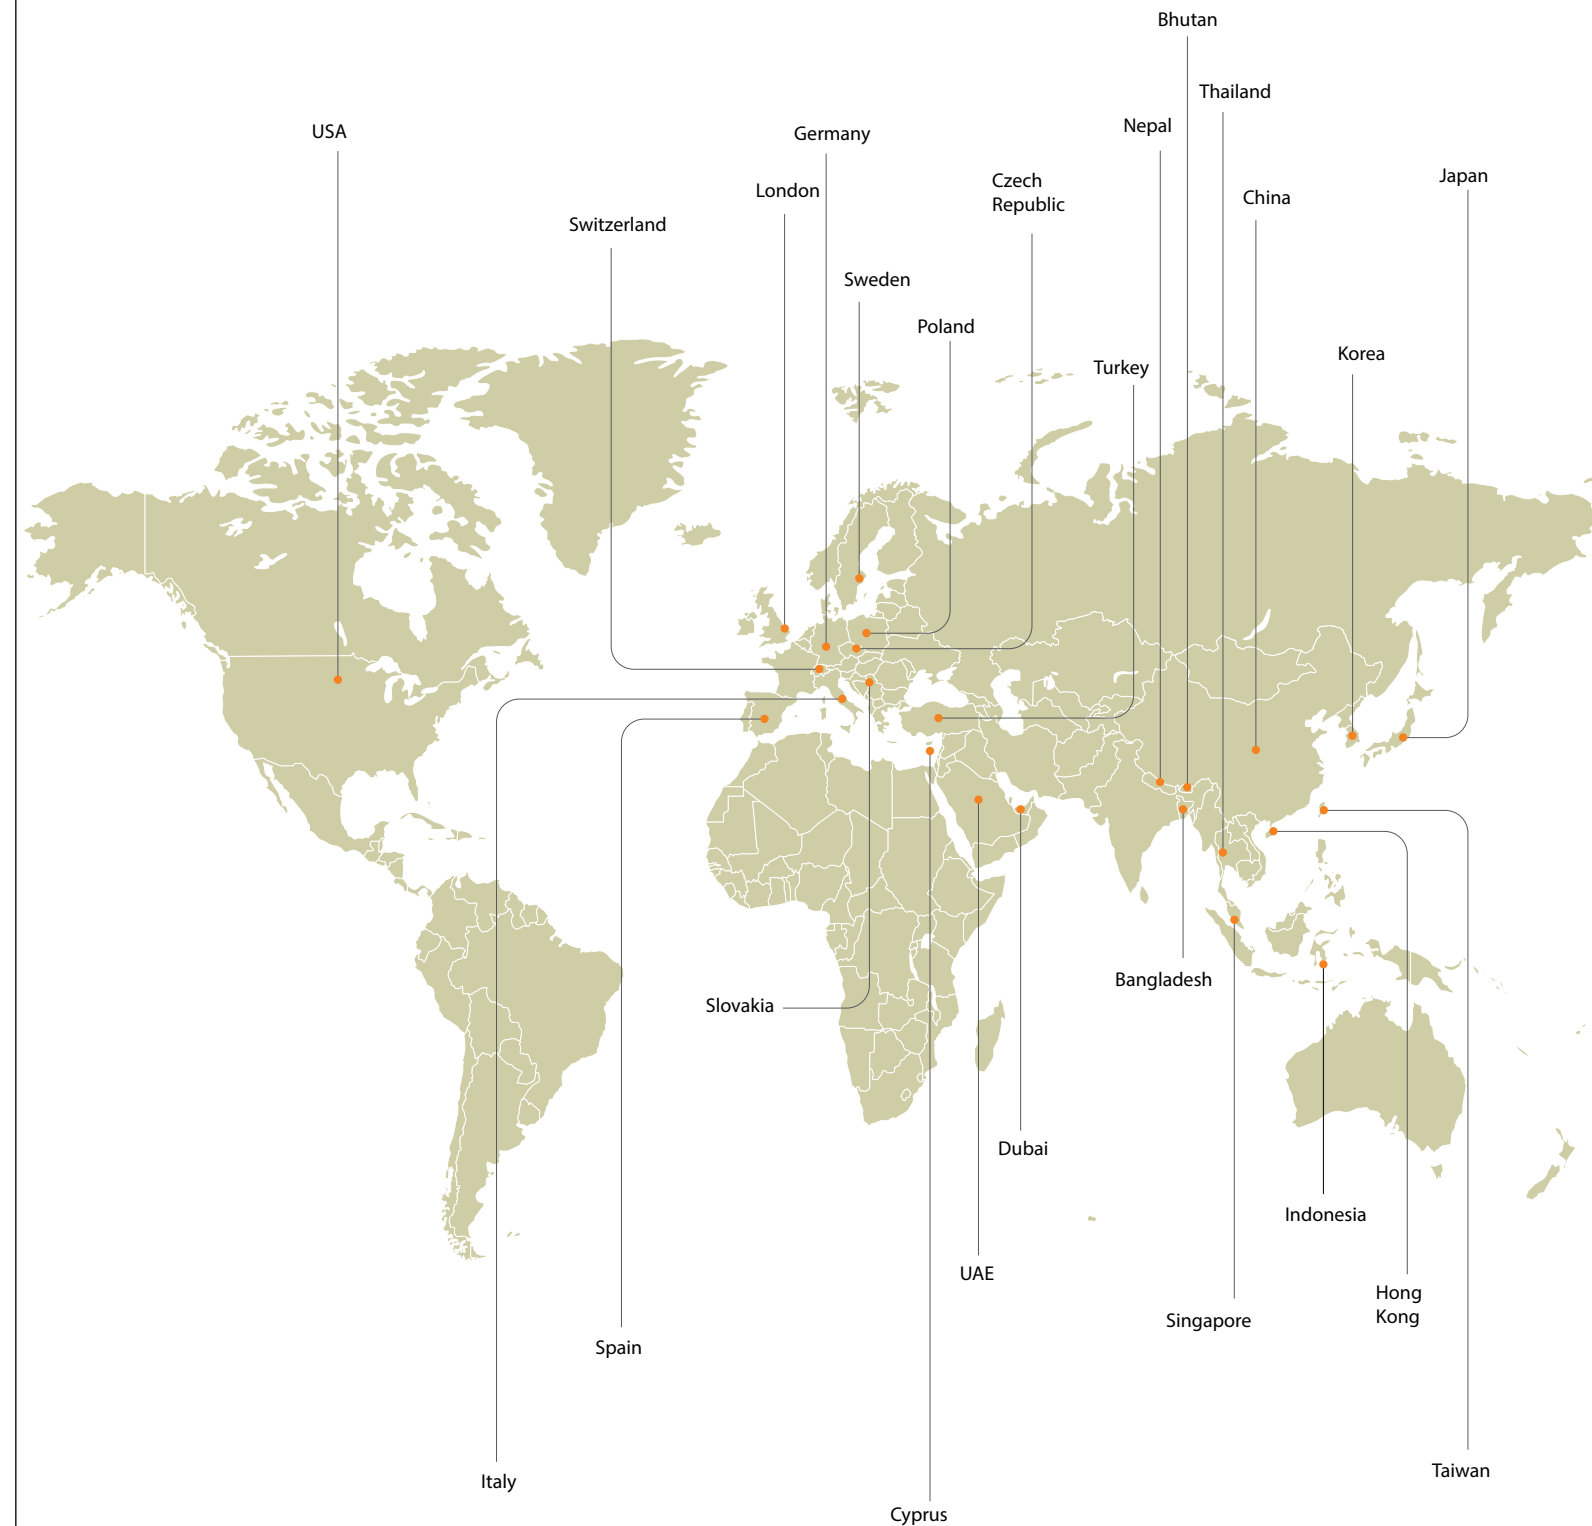 Bhutan
Thailand
Nepal
USA
Germany
Czech
Republic
Japan
London
China
Switzerland
Sweden
Poland
Korea
Turkey
Bangladesh
Slovakia
Dubai
Indonesia
UAE
Hong
Kong
Singapore
Spain
Taiwan
Italy
Cyprus